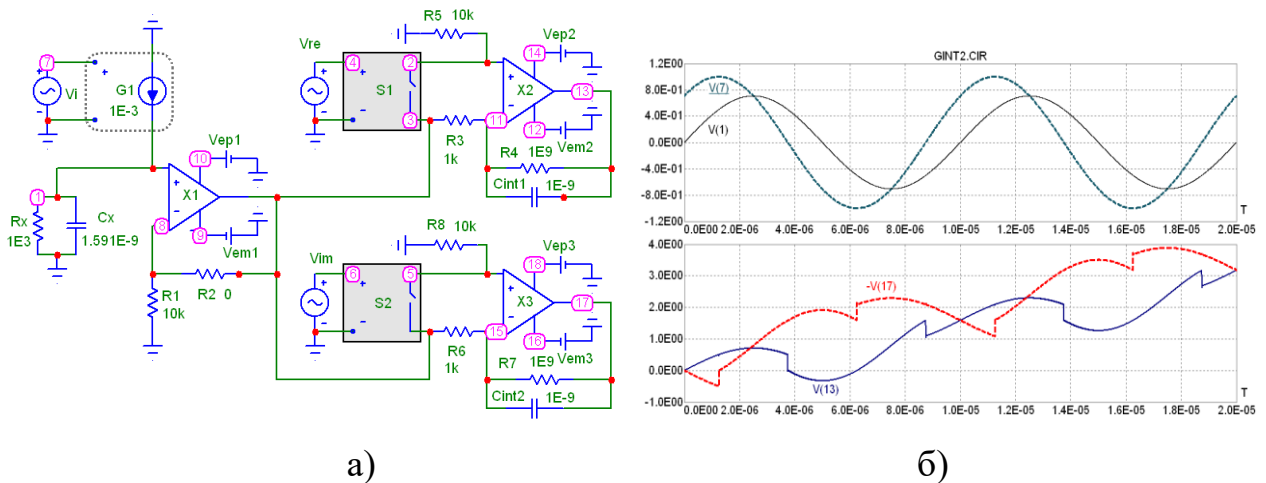 R5 10k
Vep2
Vre
7
4
2
14
G1
1E-3
Vi
S1
X2
13
3
11
12
R3
1k
Vem2
R4 1E9
Cint1 1E-9
10
Vep1
1
X1
Rx
1E3
Cx
1.591E-9
8
9
Vem1
R2 0
R1
10k
R8 10k
Vep3
Vim
6
5
18
S2
X3
17
15
16
R6
1k
Vem3
R7 1E9
Cint2 1E-9
а)
GINT2.CIR
1.2E00
8.0E-01
4.0E-01
0.0E00
-4.0E-01
-8.0E-01
-1.2E00
V(7)
V(1)
0.0E00 2.0E-06 4.0E-06 6.0E-06 8.0E-06 1.0E-05 1.2E-05 1.4E-05 1.6E-05 1.8E-05 2.0E-05
T
4.0E00
3.0E00
2.0E00
1.0E00
0.0E00
-1.0E00
-V(17)
V(13)
0.0E00 2.0E-06 4.0E-06 6.0E-06 8.0E-06 1.0E-05 1.2E-05 1.4E-05 1.6E-05 1.8E-05 2.0E-05
T
б)